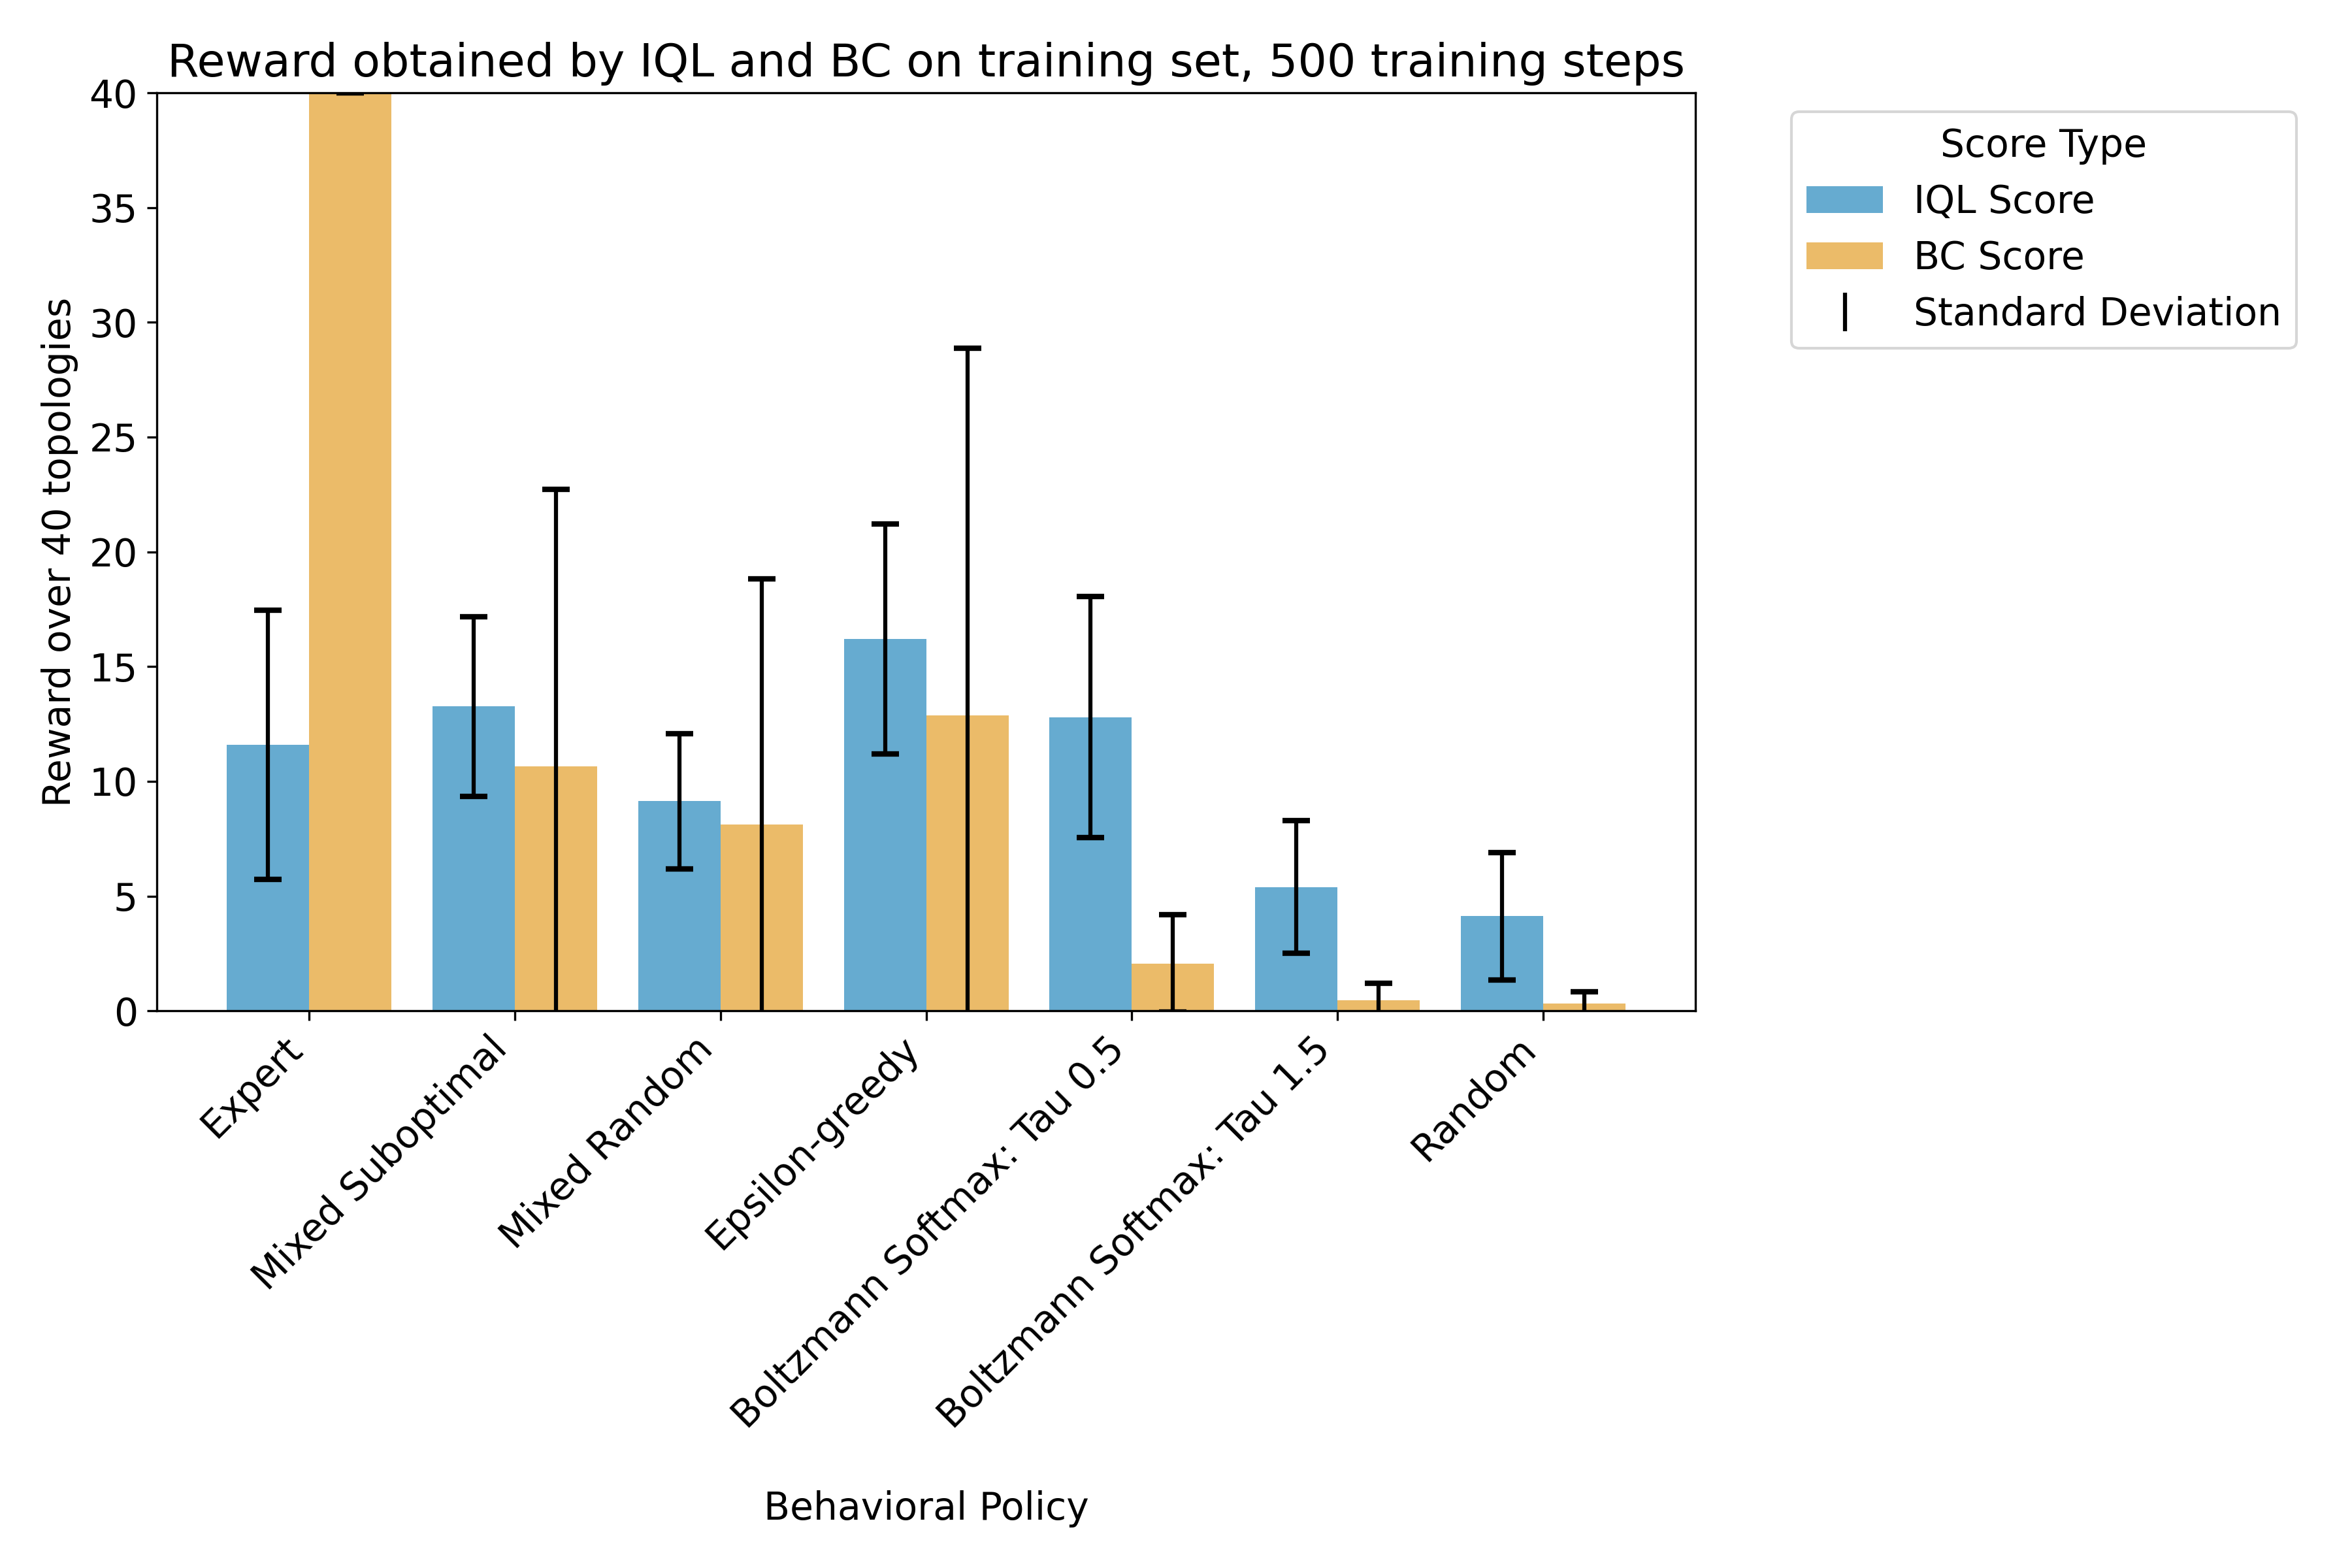 Reward obtained by IQL and BC on training set, 500 training steps
Reward over 40 topologies
40
35
30
25
20
15
10
5
0
Expert
Mixed Suboptimal
Mixed Random
Epsilon-greedy
Boltzmann Softmax: Tau 0.5
Boltzmann Softmax: Tau 1.5
Random
Behavioral Policy
Score Type
IQL Score
BC Score
Standard Deviation